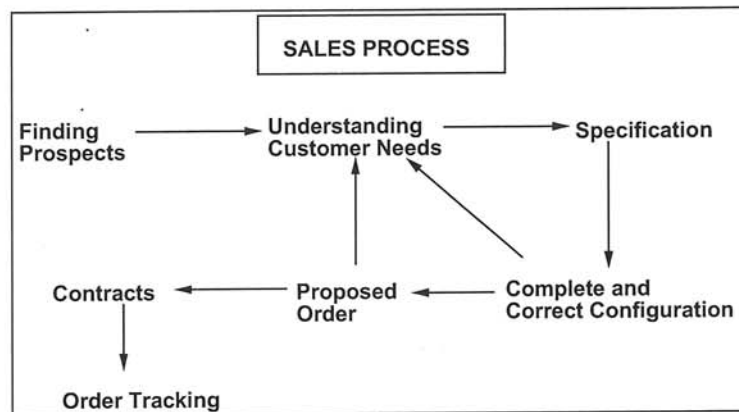 SALES PROCESS
Finding
Prospects
Understanding
Customer Needs
Specification
Contracts
Proposed
Order
Complete and
Correct Configuration
Order Tracking